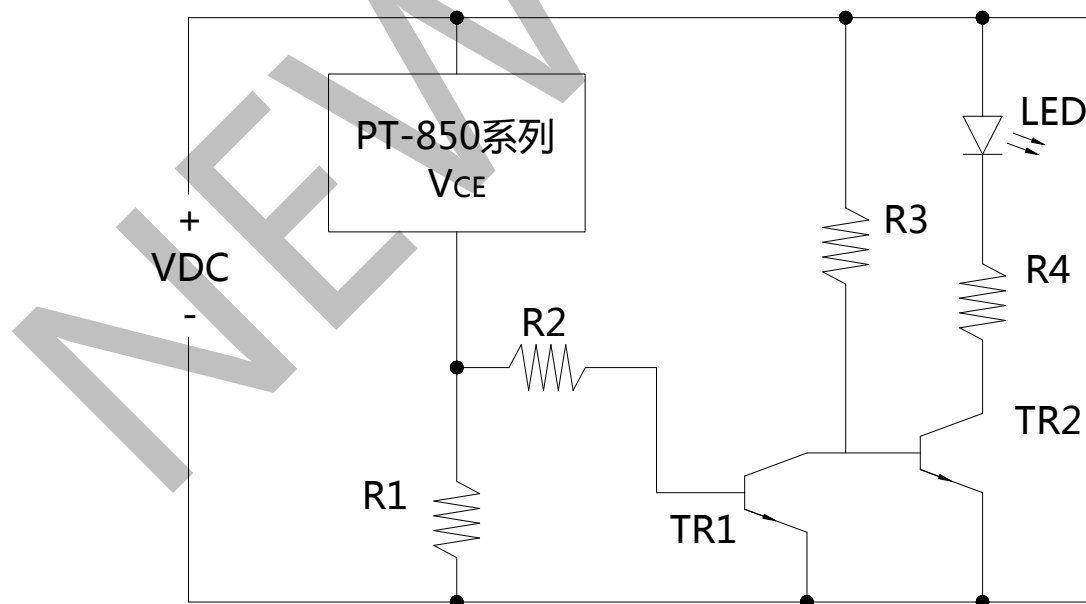 LED
PT-850系列
VCE
R3
+
VDC
-
R4
R2
TR2
R1
TR1
NEW